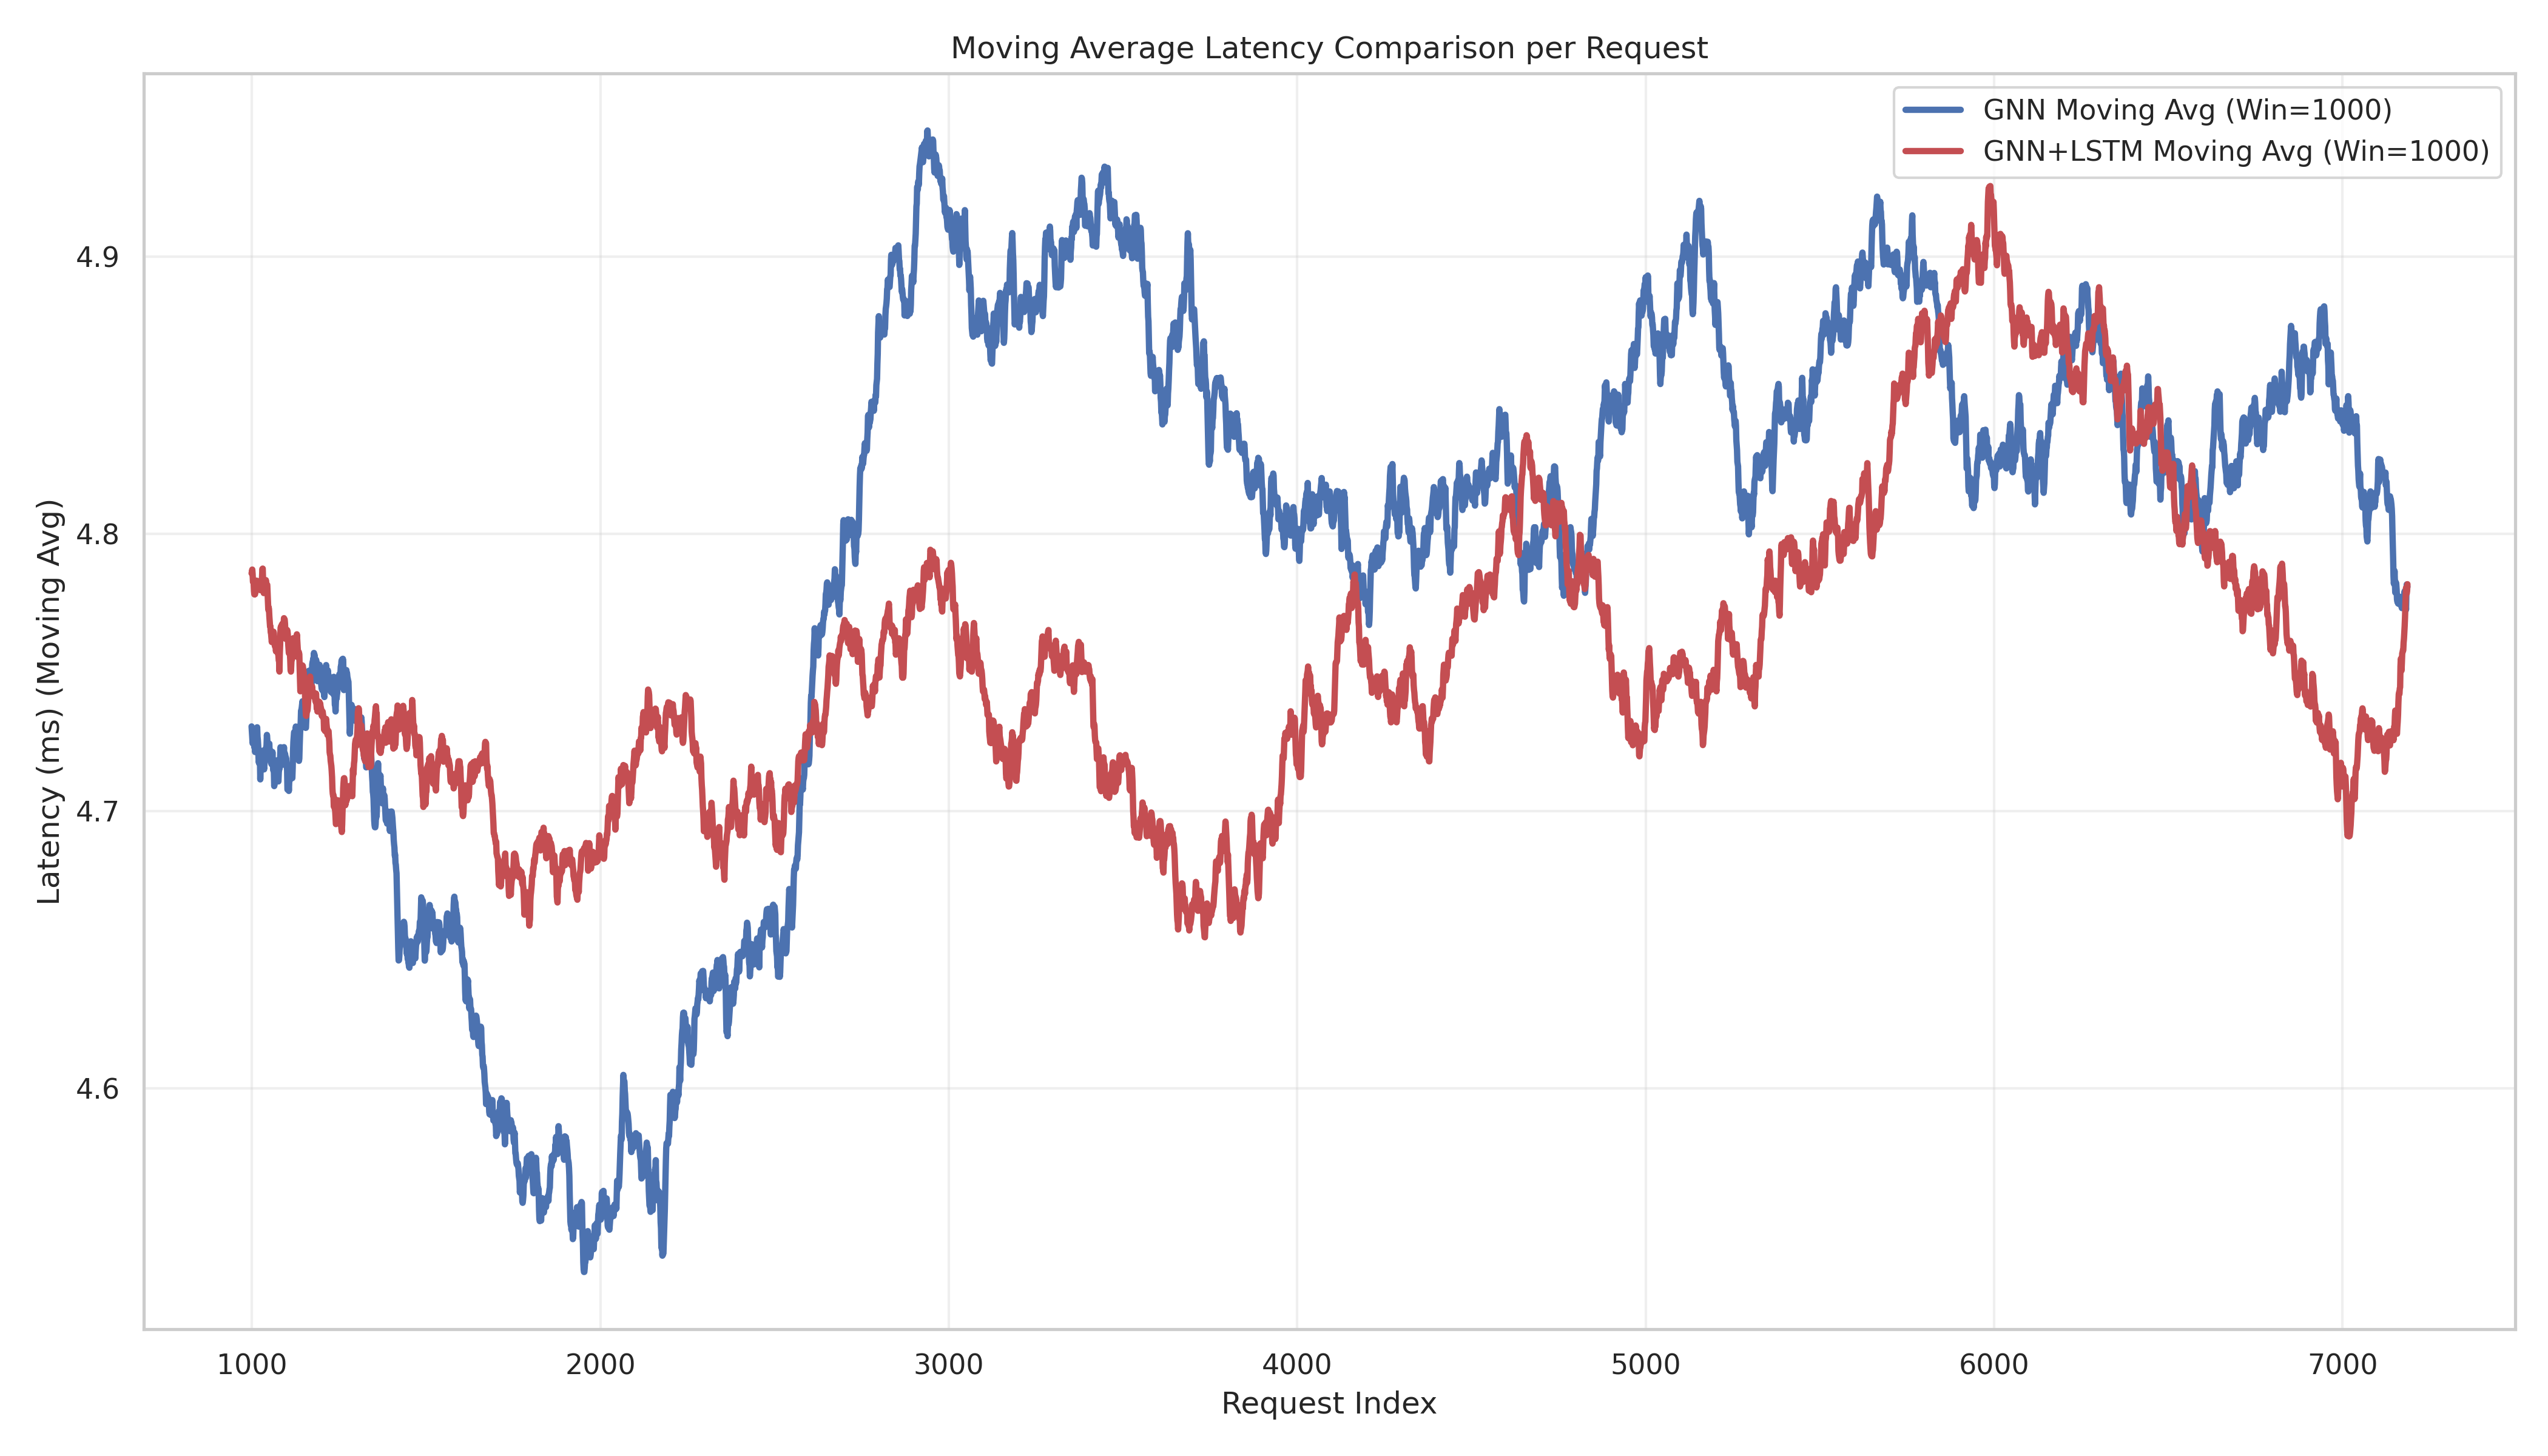 Moving Average Latency Comparison per Request
GNN Moving Avg (Win=1000)
GNN+LSTM Moving Avg (Win=1000)
Latency (ms) (Moving Avg)
4.9
4.8
4.7
4.6
1000 2000 3000 4000 5000 6000 7000
Request Index